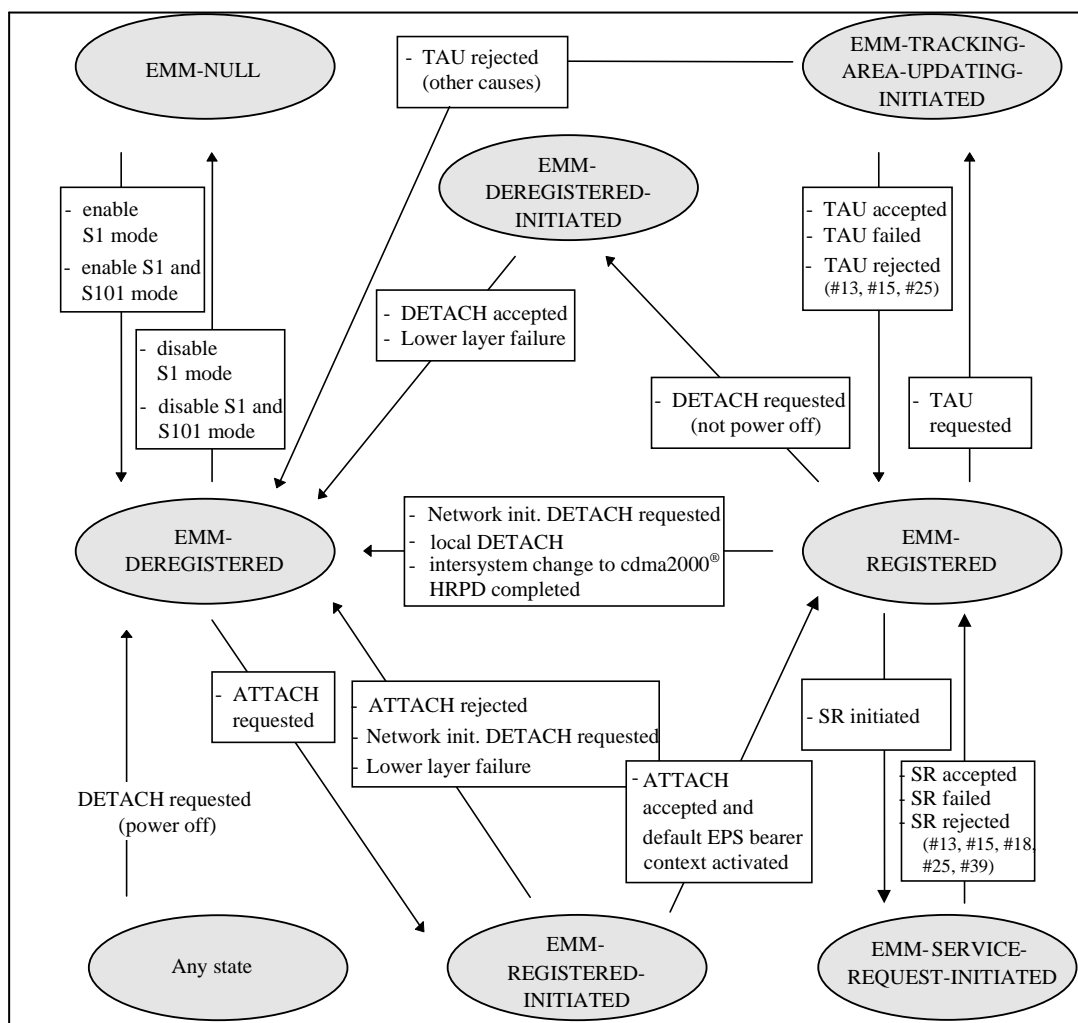 EMM-NULL
- TAU rejected
(other causes)
EMM-TRACKING-
AREA-UPDATING-
INITIATED
EMM-
DEREGISTERED-
INITIATED
- enable
S1 mode
- enable S1 and
S101 mode
- TAU accepted
- TAU failed
- TAU rejected
(#13, #15, #25)
- DETACH accepted
- Lower layer failure
- disable
S1 mode
- disable S1 and
S101 mode
- DETACH requested
(not power off)
- TAU
requested
EMM-
DEREGISTERED
- Network init. DETACH requested
- local DETACH
- intersystem change to cdma2000®
HRPD completed
EMM-
REGISTERED
- ATTACH
requested
- ATTACH rejected
- Network init. DETACH requested
- Lower layer failure
- SR initiated
DETACH requested
(power off)
- ATTACH
accepted and
default EPS bearer
context activated
- SR accepted
- SR failed
- SR rejected
(#13, #15, #18,
#25, #39)
Any state
EMM-
REGISTERED-
INITIATED
EMM-SERVICE-
REQUEST-INITIATED